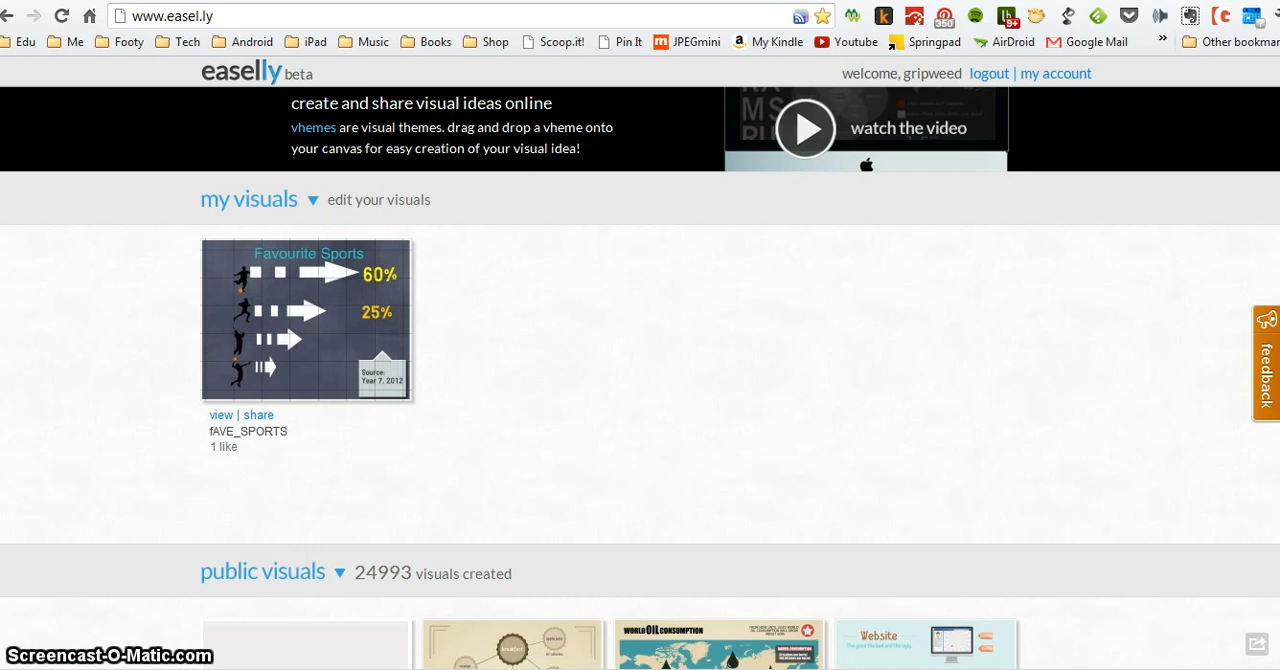 www.easel.ly
350
9+
Edu Me Footy Tech Android iPad Music Books Shop Scoop.it! Pin It JPEGmini My Kindle Youtube Springpad AirDroid Google Mail » Other bookmar
easelly beta
welcome, gripweed logout | my account
create and share visual ideas online
vhemes are visual themes. drag and drop a vheme onto
your canvas for easy creation of your visual idea!
watch the video
my visuals ▼ edit your visuals
Favourite Sports
60%
25%
Source:
Year 7, 2012
view | share
fAVE_SPORTS
1 like
feedback
public visuals ▼ 24993 visuals created
WORLD OIL CONSUMPTION
Website
Screencast-O-Matic.com